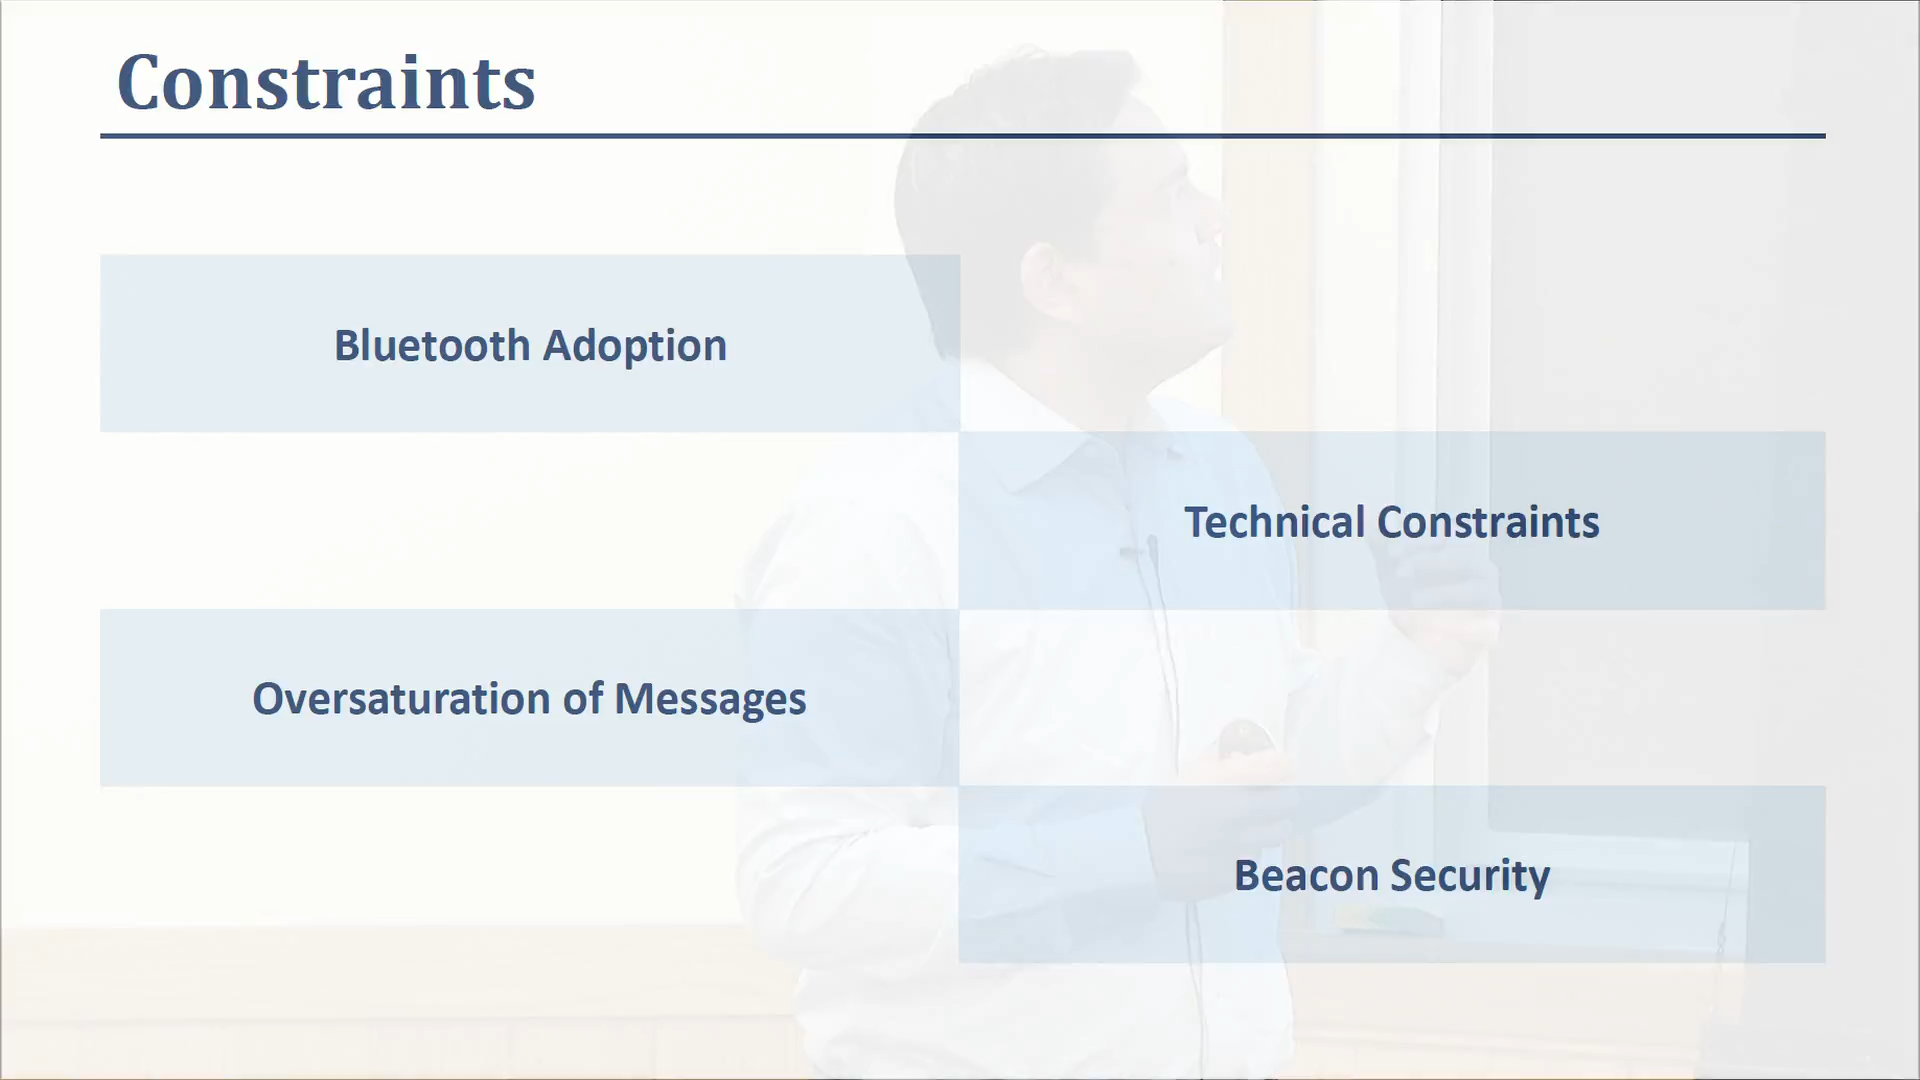 Constraints
Bluetooth Adoption
Technical Constraints
Oversaturation of Messages
Beacon Security